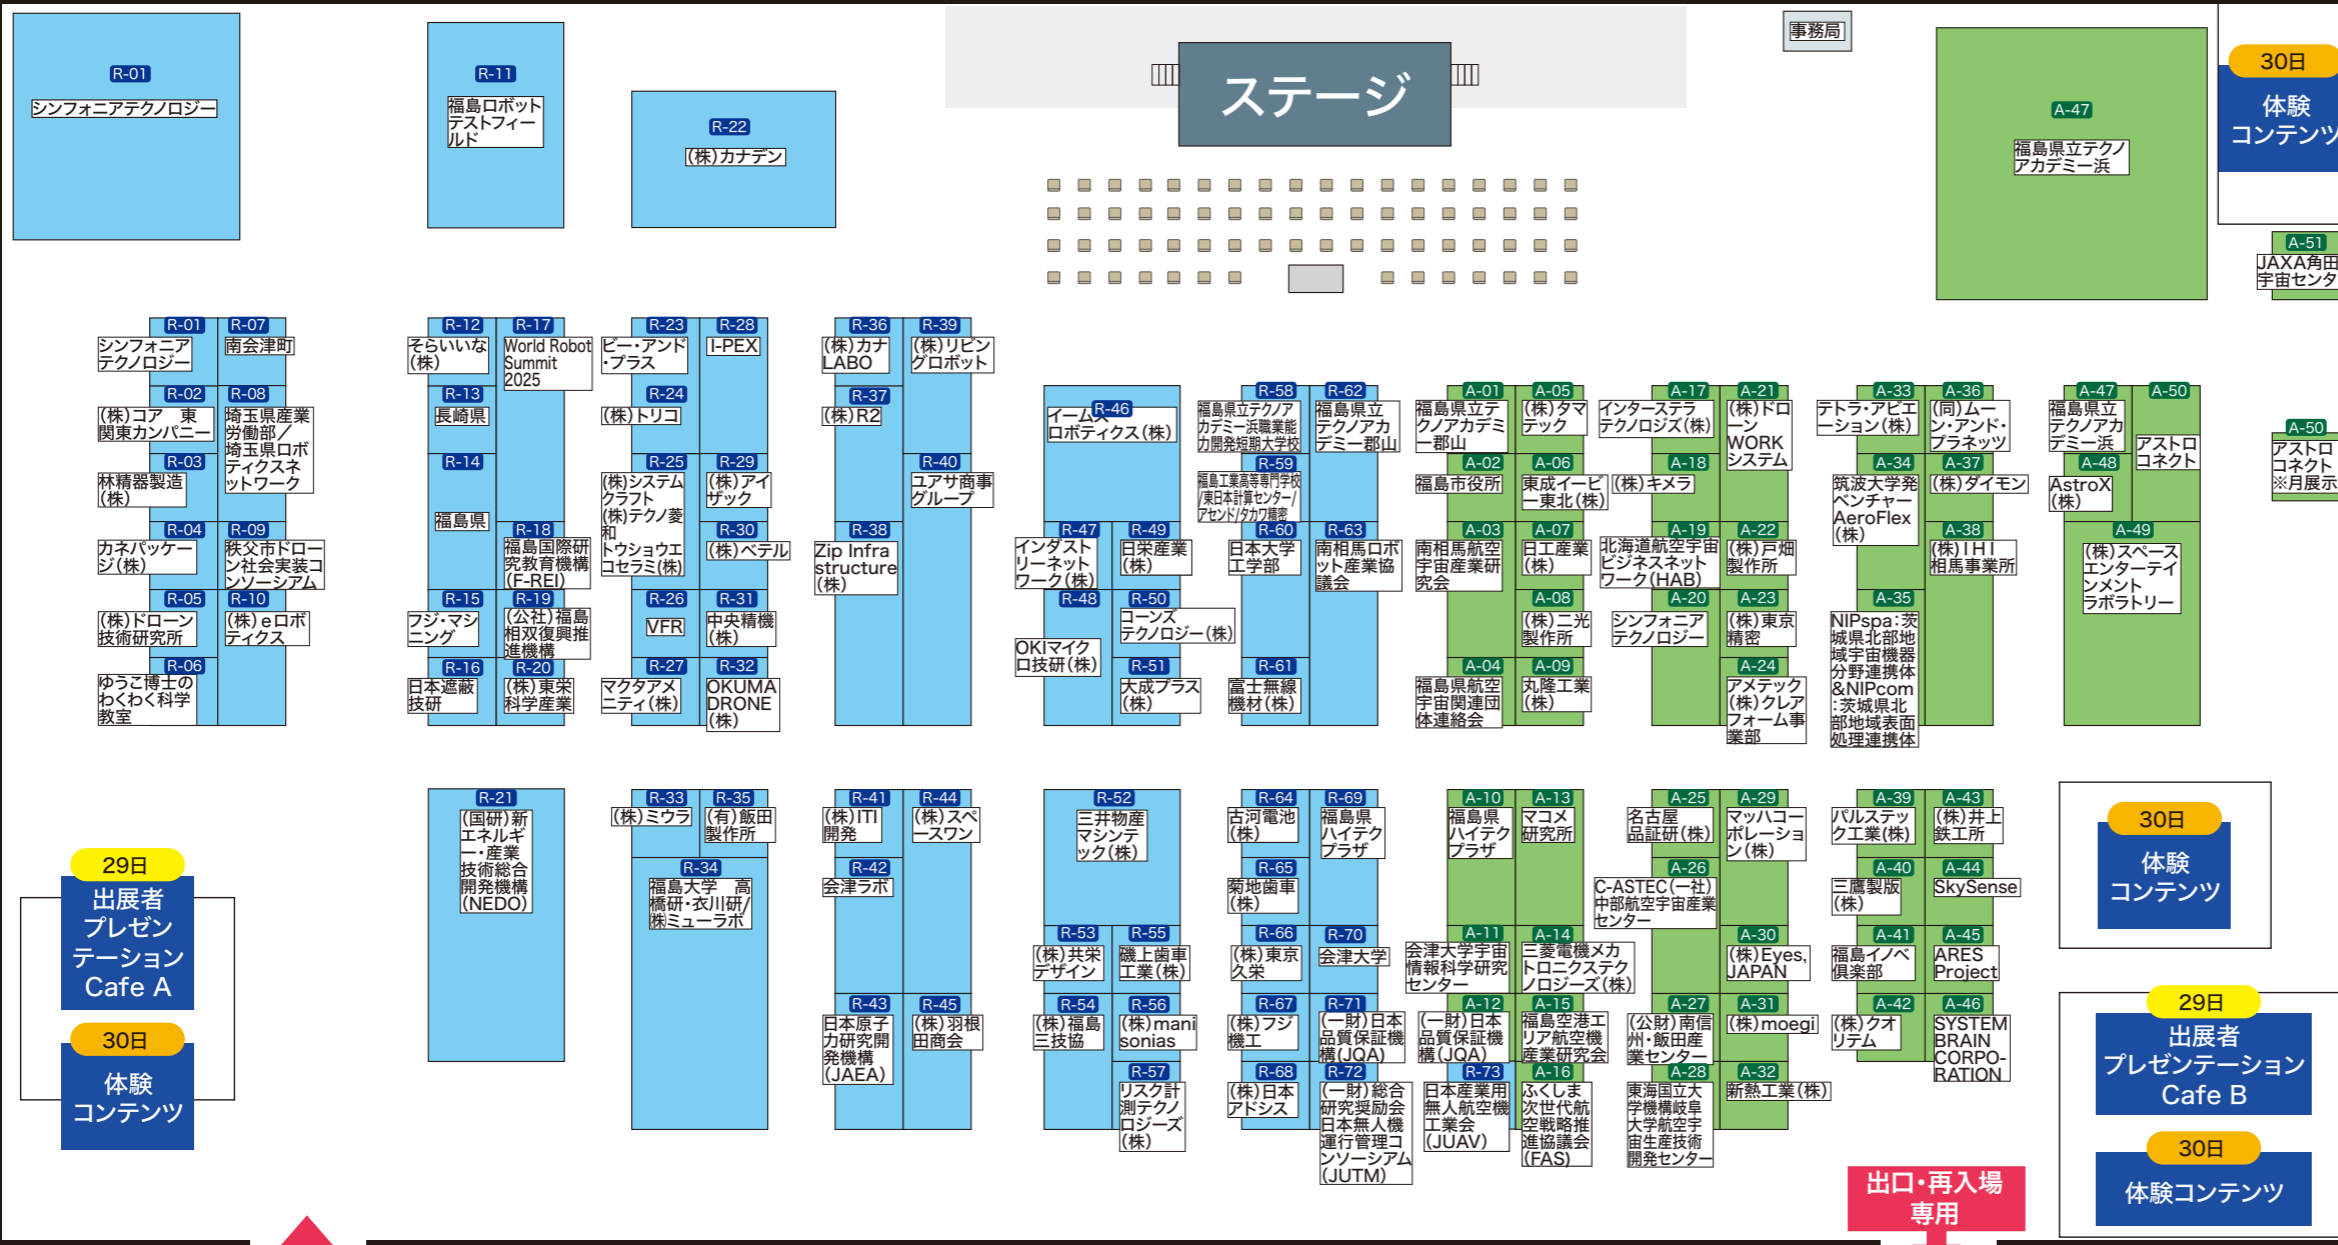 R-01
シンフォニアテクノロジー
R-11
福島ロボット
テストフィー
ルド
R-22
(株)カナデン
ステージ
事務局
A-47
福島県立テクノ
アカデミー浜
30日
体験
コンテンツ
A-51
JAXA角田
宇宙センタ
R-01
シンフォニア
テクノロジー
R-07
南会津町
R-02
(株)コア 東
関東カンパニー
R-08
埼玉県産業
労働部／
埼玉県ロボ
ティクスネ
ットワーク
R-03
林精器製造
(株)
R-04
カネパッケー
ジ(株)
R-09
秩父市ドロー
ン社会実装コ
ンソーシアム
R-05
(株)ドローン
技術研究所
R-10
(株)eロボ
ティクス
R-06
ゆうこ博士の
わくわく科学
教室
R-12
そらいいな
(株)
R-17
World Robot
Summit
2025
R-13
長崎県
R-14
福島県
R-18
福島国際研
究教育機構
(F-REI)
R-15
フジ・マシ
ニング
R-19
(公社)福島
相双復興推
進機構
R-16
日本遮蔽
技研
R-20
(株)東栄
科学産業
R-23
ビー・アンド
・プラス
R-28
I-PEX
R-24
(株)トリコ
R-25
(株)システム
クラフト
(株)テクノ菱
和
トウショウエ
コセラミ(株)
R-29
(株)アイ
ザック
R-30
(株)ベテル
R-26
VFR
R-31
中央精機
(株)
R-27
マクタアメ
ニティ(株)
R-32
OKUMA
DRONE
(株)
R-36
(株)カナ
LABO
R-39
(株)リビン
グロボット
R-37
(株)R2
R-40
ユアサ商事
グループ
R-38
Zip Infra
structure
(株)
R-46
イームズ
ロボティクス(株)
R-47
インダスト
リーネット
ワーク(株)
R-49
日栄産業
(株)
R-48
OKIマイク
ロ技研(株)
R-50
コーンズ
テクノロジー(株)
R-51
大成プラス
(株)
R-58
福島県立テクノア
カデミー浜職業能
力開発短期大学校
R-62
福島県立
テクノアカ
デミー郡山
R-59
福島工業高等専門学校
/東日本計算センター/
アセンド/タカワ精密
R-60
日本大学
工学部
R-63
南相馬ロボ
ット産業協
議会
R-61
富士無線
機材(株)
A-01
福島県立テ
クノアカデミ
ー郡山
A-05
(株)タマ
テック
A-02
福島市役所
A-06
東成イービ
ー東北(株)
A-03
南相馬航空
宇宙産業研
究会
A-07
日工産業
(株)
A-08
(株)二光
製作所
A-04
福島県航空
宇宙関連団
体連絡会
A-09
丸隆工業
(株)
A-17
インターステラ
テクノロジズ(株)
A-21
(株)ドロ
ーン
WORK
システム
A-18
(株)キメラ
A-19
北海道航空宇宙
ビジネスネット
ワーク(HAB)
A-22
(株)戸畑
製作所
A-20
シンフォニア
テクノロジー
A-23
(株)東京
精密
A-24
アメテック
(株)クレア
フォーム事
業部
A-33
テトラ・アビエ
ーション(株)
A-36
(同)ムー
ン・アンド・
プラネッツ
A-34
筑波大学発
ベンチャー
AeroFlex
(株)
A-37
(株)ダイモン
A-38
(株)IHI
相馬事業所
A-35
NIPspa:茨
城県北部地
域宇宙機器
分野連携体
&NIPcom
:茨城県北
部地域表面
処理連携体
A-47
福島県立
テクノアカ
デミー浜
A-50
アストロ
コネクト
A-48
AstroX
(株)
A-49
(株)スペース
エンターテイ
ンメント
ラボラトリー
A-50
アストロ
コネクト
※月展示
R-21
(国研)新
エネルギ
ー・産業
技術総合
開発機構
(NEDO)
R-33
(株)ミウラ
R-35
(有)飯田
製作所
R-34
福島大学 高
橋研・衣川研/
㈱ミューラボ
R-41
(株)ITI
開発
R-44
(株)スペ
ースワン
R-42
会津ラボ
R-43
日本原子
力研究開
発機構
(JAEA)
R-45
(株)羽根
田商会
R-52
三井物産
マシンテ
ック(株)
R-53
(株)共栄
デザイン
R-55
磯上歯車
工業(株)
R-54
(株)福島
三技協
R-56
(株)mani
sonias
R-57
リスク計
測テクノ
ロジーズ
(株)
R-64
古河電池
(株)
R-69
福島県
ハイテク
プラザ
R-65
菊地歯車
(株)
R-66
(株)東京
久栄
R-70
会津大学
R-67
(株)フジ
機工
R-71
(一財)日本
品質保証機
構(JQA)
R-68
(株)日本
アドシス
R-72
(一財)総合
研究奨励会
日本無人機
運行管理コ
ンソーシアム
(JUTM)
A-10
福島県
ハイテク
プラザ
A-13
マコメ
研究所
A-11
会津大学宇宙
情報科学研究
センター
A-14
三菱電機メカ
トロニクステク
ノロジーズ(株)
A-12
(一財)日本
品質保証機
構(JQA)
A-15
福島空港エ
リア航空機
産業研究会
R-73
日本産業用
無人航空機
工業会
(JUAV)
A-16
ふくしま
次世代航
空戦略推
進協議会
(FAS)
A-25
名古屋
品証研(株)
A-29
マッハコー
ポレーショ
ン(株)
A-26
C-ASTEC(一社)
中部航空宇宙産業
センター
A-30
(株)Eyes,
JAPAN
A-27
(公財)南信
州・飯田産
業センター
A-31
(株)moegi
A-28
東海国立大
学機構岐阜
大学航空宇
宙生産技術
開発センター
A-32
新熱工業(株)
A-39
パルステッ
ク工業(株)
A-43
(株)井上
鉄工所
A-40
三鷹製版
(株)
A-44
SkySense
A-41
福島イノベ
倶楽部
A-45
ARES
Project
A-42
(株)クオ
リテム
A-46
SYSTEM
BRAIN
CORPO-
RATION
29日
出展者
プレゼン
テーション
Cafe A
30日
体験
コンテンツ
30日
体験
コンテンツ
29日
出展者
プレゼンテーション
Cafe B
30日
体験コンテンツ
出口・再入場
専用